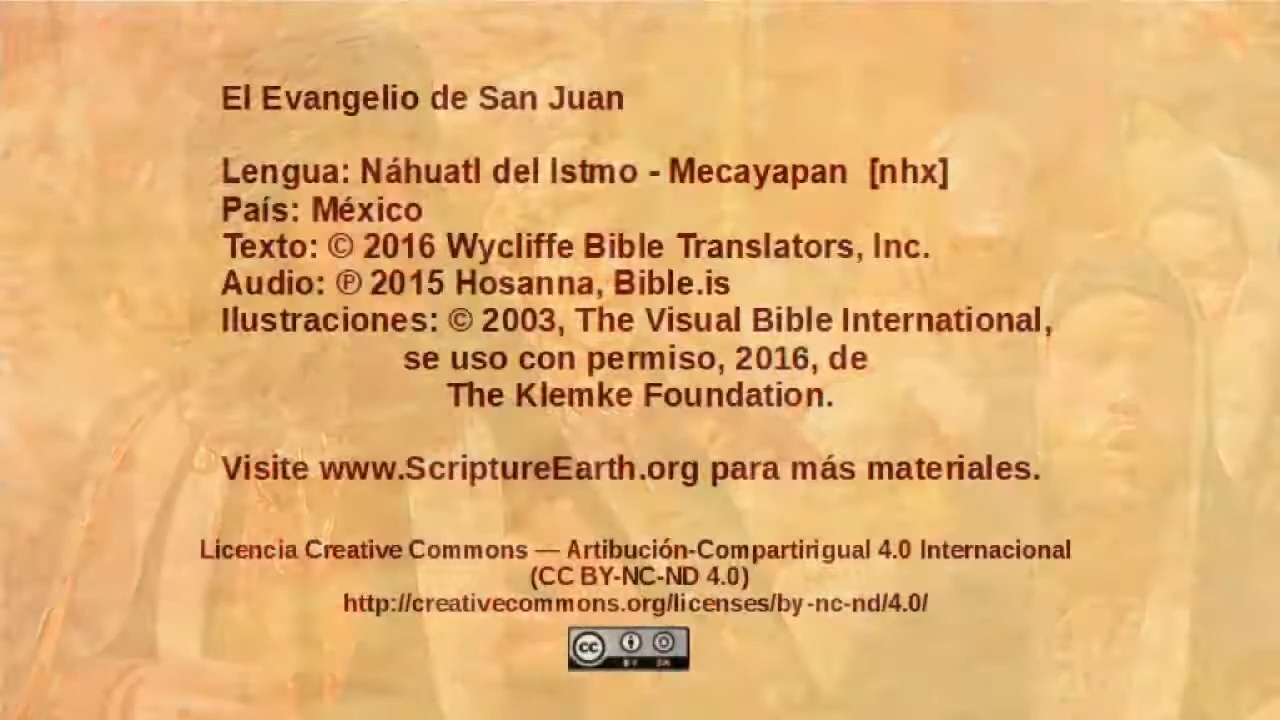 El Evangelio de San Juan
Lengua: Náhuatl del Istmo - Mecayapan [nhx]
País: México
Texto: © 2016 Wycliffe Bible Translators, Inc.
Audio: ℗ 2015 Hosanna, Bible.is
Ilustraciones: © 2003, The Visual Bible International,
se uso con permiso, 2016, de
The Klemke Foundation.
Visite www.ScriptureEarth.org para más materiales.
Licencia Creative Commons — Artibución-Compartirigual 4.0 Internacional
(CC BY-NC-ND 4.0)
http://creativecommons.org/licenses/by-nc-nd/4.0/
cc BY SA